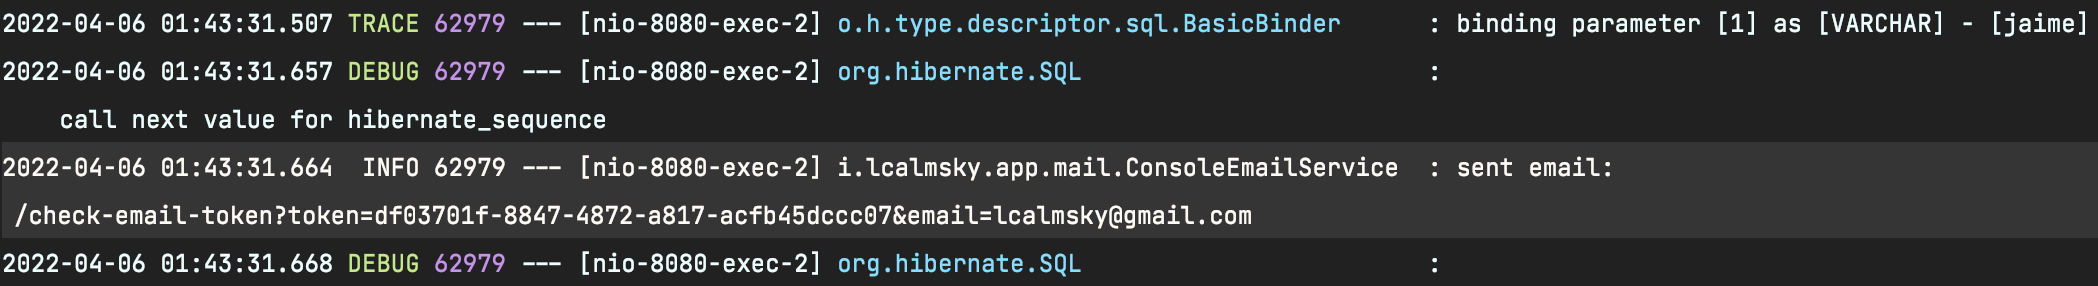 2022-04-06 01:43:31.507 TRACE 62979 --- [nio-8080-exec-2] o.h.type.descriptor.sql.BasicBinder      : binding parameter [1] as [VARCHAR] - [jaime]
2022-04-06 01:43:31.657 DEBUG 62979 --- [nio-8080-exec-2] org.hibernate.SQL                        :
    call next value for hibernate_sequence
2022-04-06 01:43:31.664  INFO 62979 --- [nio-8080-exec-2] i.lcalmsky.app.mail.ConsoleEmailService  : sent email:
 /check-email-token?token=df03701f-8847-4872-a817-acfb45dccc07&email=lcalmsky@gmail.com
2022-04-06 01:43:31.668 DEBUG 62979 --- [nio-8080-exec-2] org.hibernate.SQL                        :